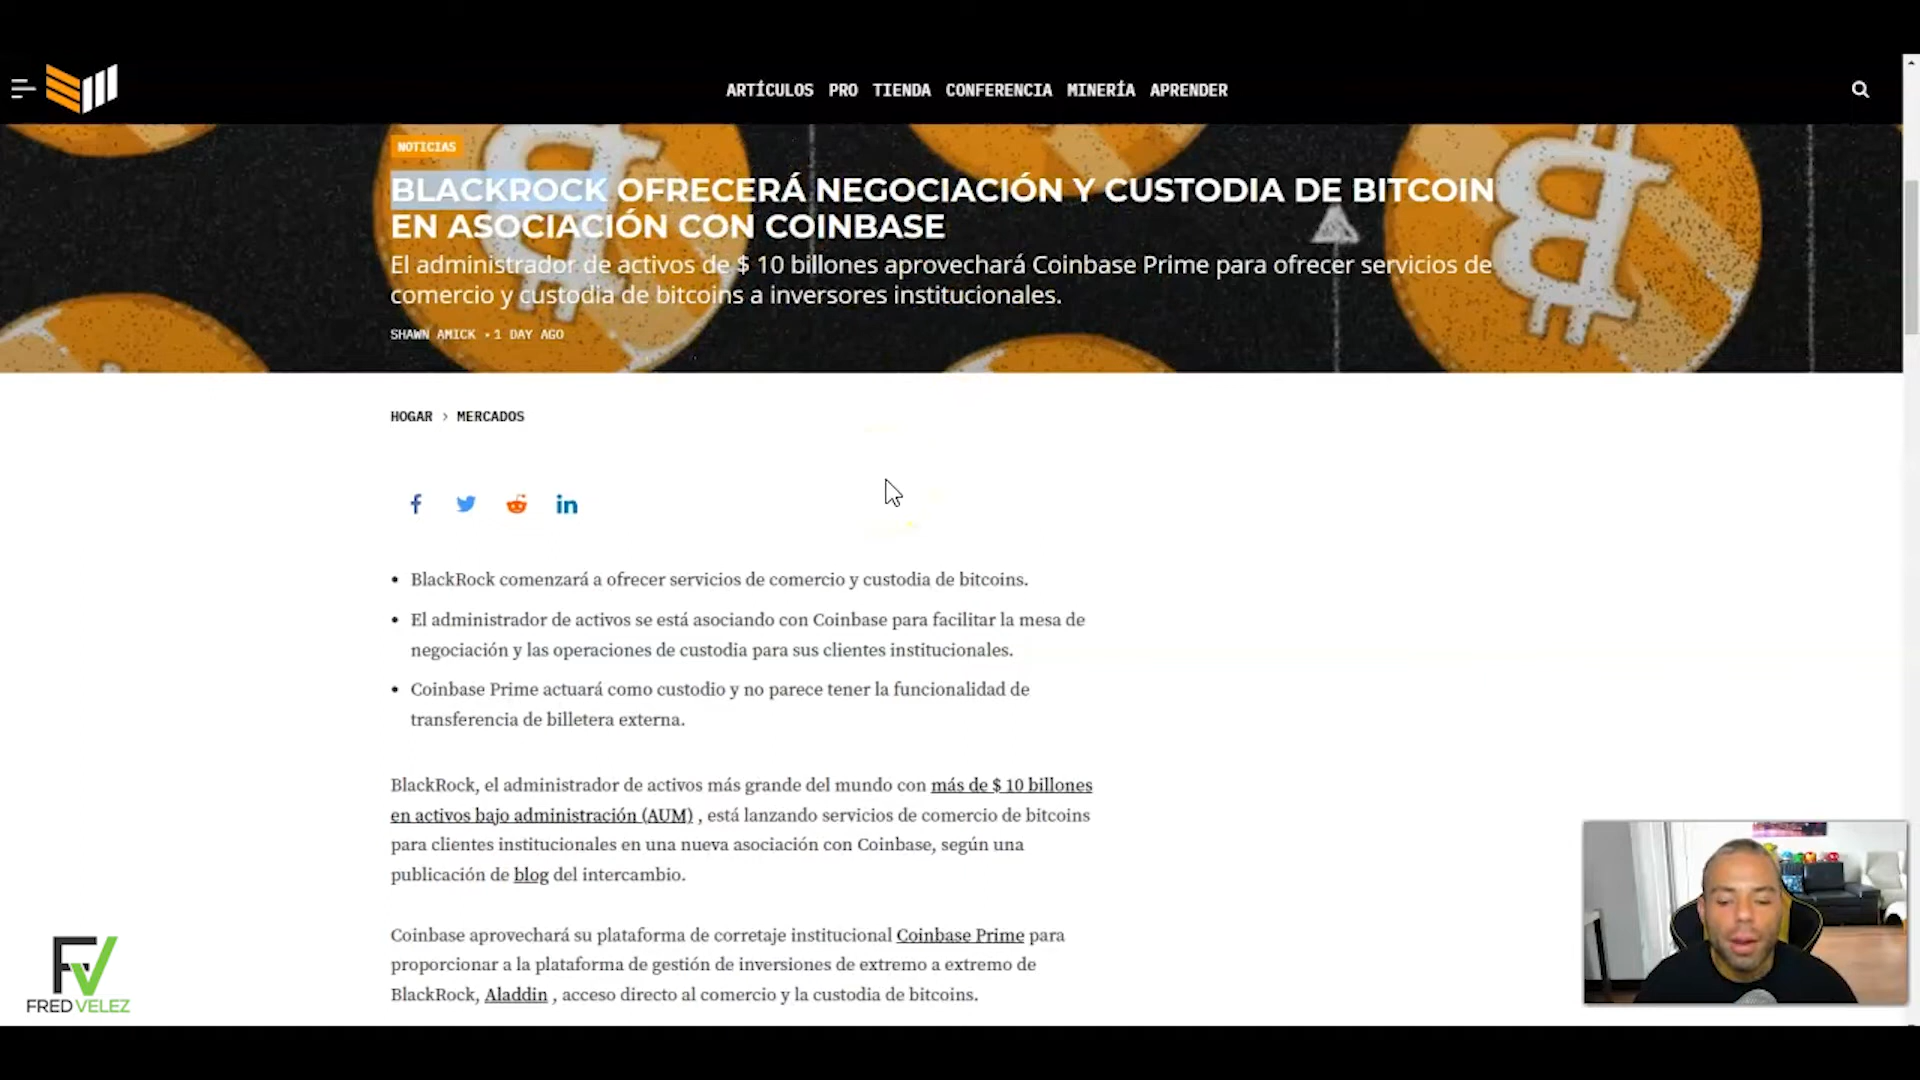 ARTÍCULOS PRO TIENDA CONFERENCIA MINERÍA APRENDER
NOTICIAS
BLACKROCK OFRECERÁ NEGOCIACIÓN Y CUSTODIA DE BITCOIN
EN ASOCIACIÓN CON COINBASE
El administrador de activos de $ 10 billones aprovechará Coinbase Prime para ofrecer servicios de
comercio y custodia de bitcoins a inversores institucionales.
SHAWN AMICK • 1 DAY AGO
HOGAR > MERCADOS
• BlackRock comenzará a ofrecer servicios de comercio y custodia de bitcoins.
• El administrador de activos se está asociando con Coinbase para facilitar la mesa de
negociación y las operaciones de custodia para sus clientes institucionales.
• Coinbase Prime actuará como custodio y no parece tener la funcionalidad de
transferencia de billetera externa.
BlackRock, el administrador de activos más grande del mundo con más de $ 10 billones
en activos bajo administración (AUM) , está lanzando servicios de comercio de bitcoins
para clientes institucionales en una nueva asociación con Coinbase, según una
publicación de blog del intercambio.
Coinbase aprovechará su plataforma de corretaje institucional Coinbase Prime para
proporcionar a la plataforma de gestión de inversiones de extremo a extremo de
BlackRock, Aladdin , acceso directo al comercio y la custodia de bitcoins.
FV
FRED VELEZ